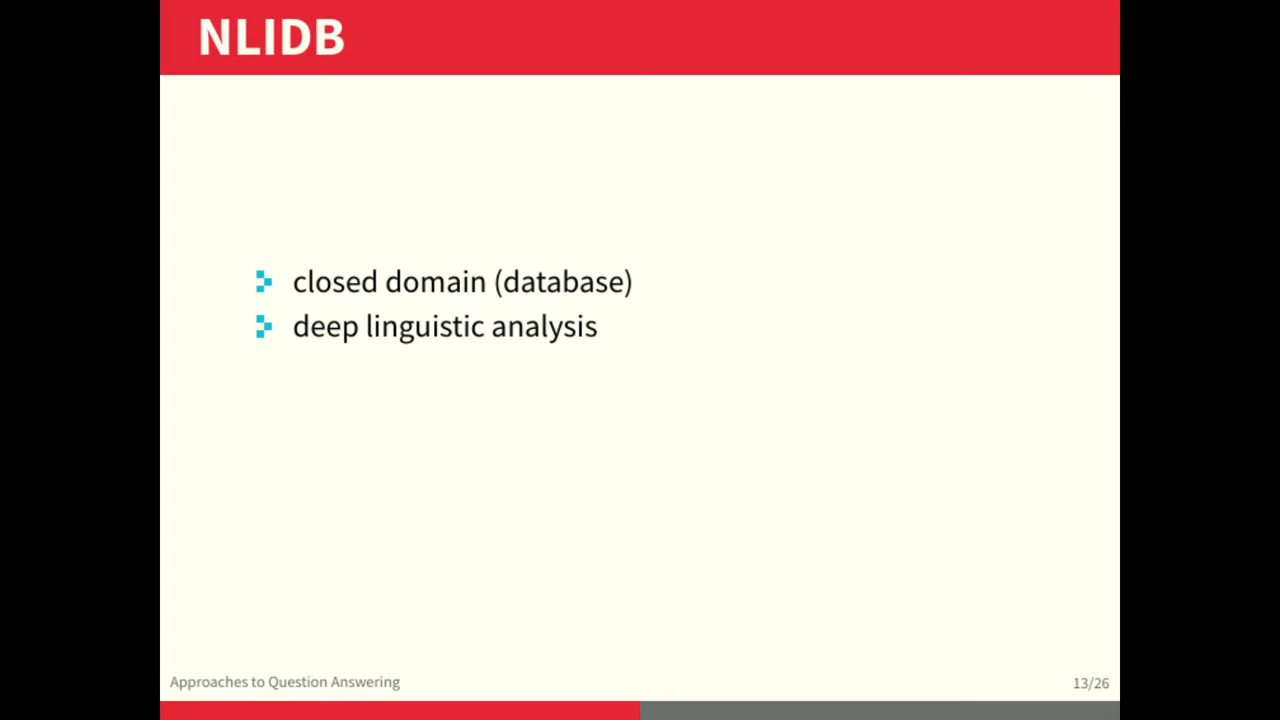 NLIDB
closed domain (database)
deep linguistic analysis
Approaches to Question Answering
13/26